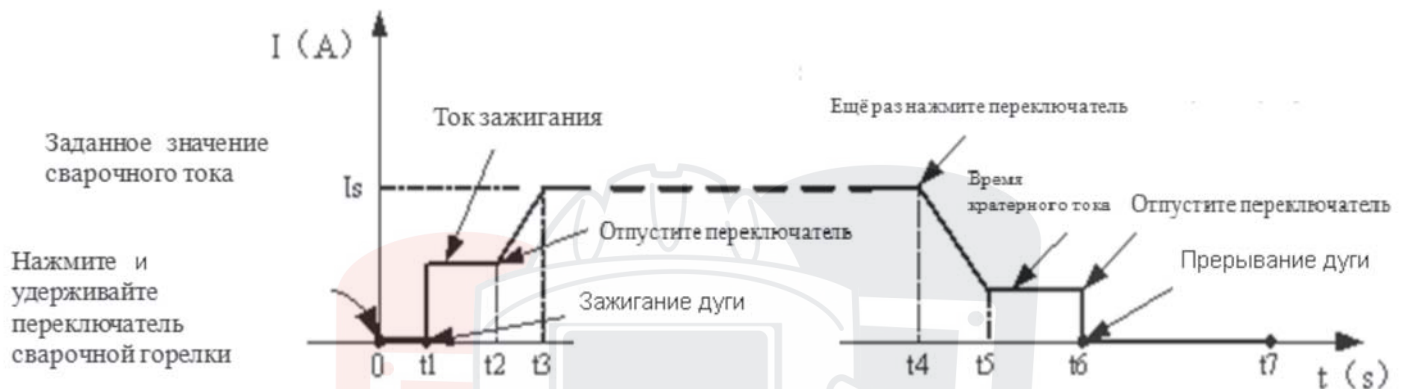 I (A)
Ток зажигания
Ещё раз нажмите переключатель
Заданное значение
сварочного тока
Is
Время
кратерного тока
Отпустите переключатель
Отпустите переключатель
Нажмите и
удерживайте
переключатель
сварочной горелки
Зажигание дуги
Прерывание дуги
0
t1
t2
t3
t4
t5
t6
t7
t (s)